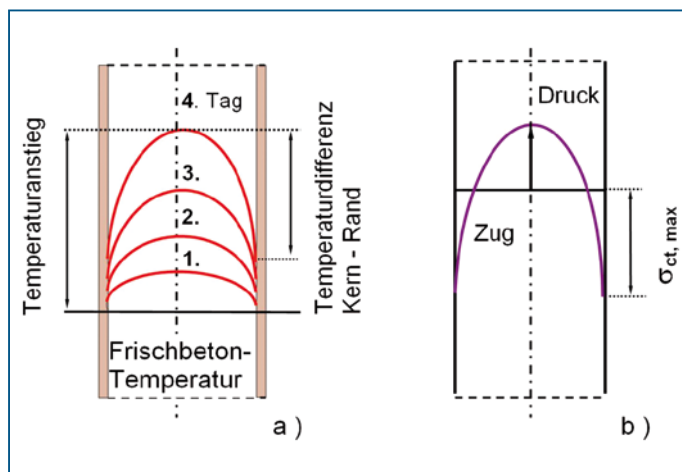 4. Tag
3.
2.
1.
Temperaturanstieg
Temperaturdifferenz
Kern - Rand
Frischbeton-
Temperatur
a )
Druck
Zug
σct, max
b )